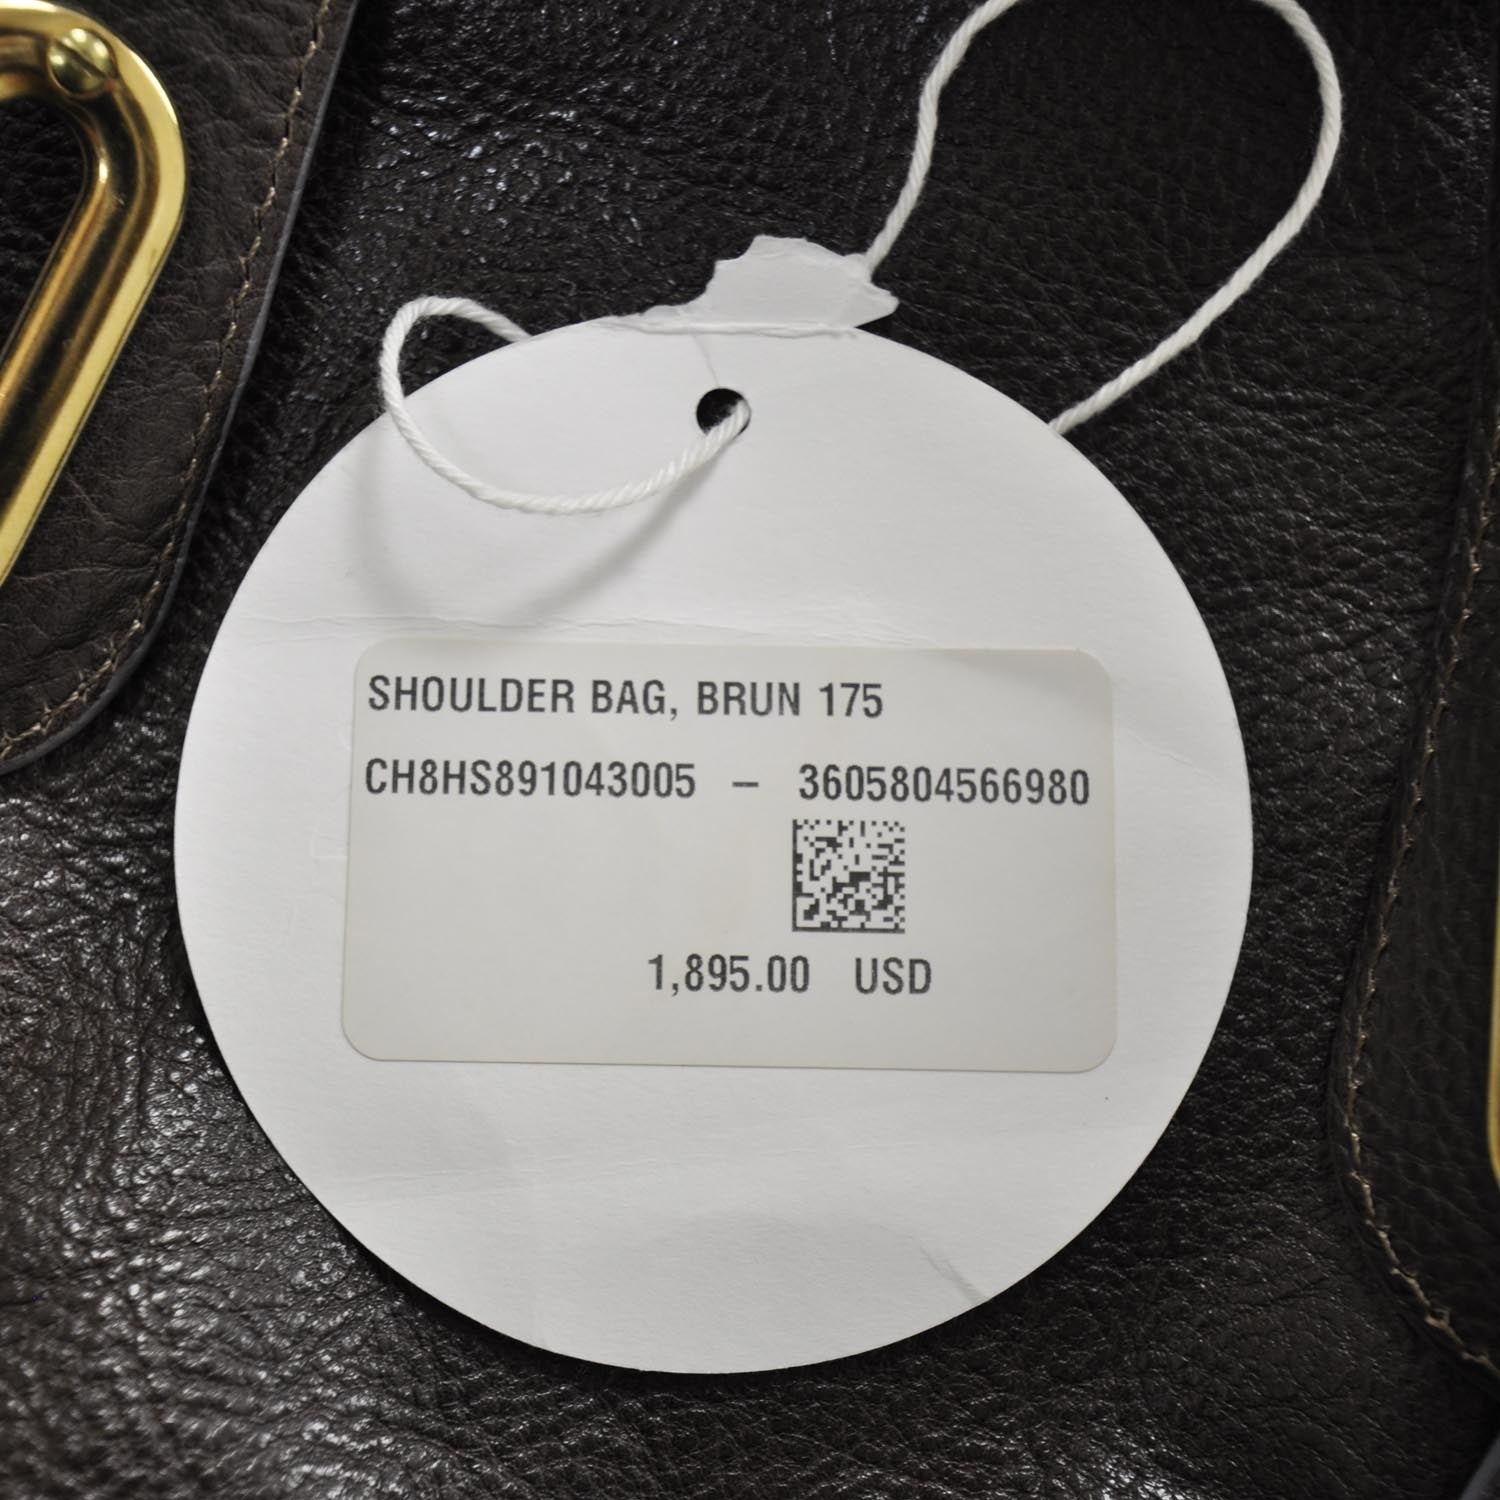 SHOULDER BAG, BRUN 175
CH8HS891043005 – 3605804566980
1,895.00 USD